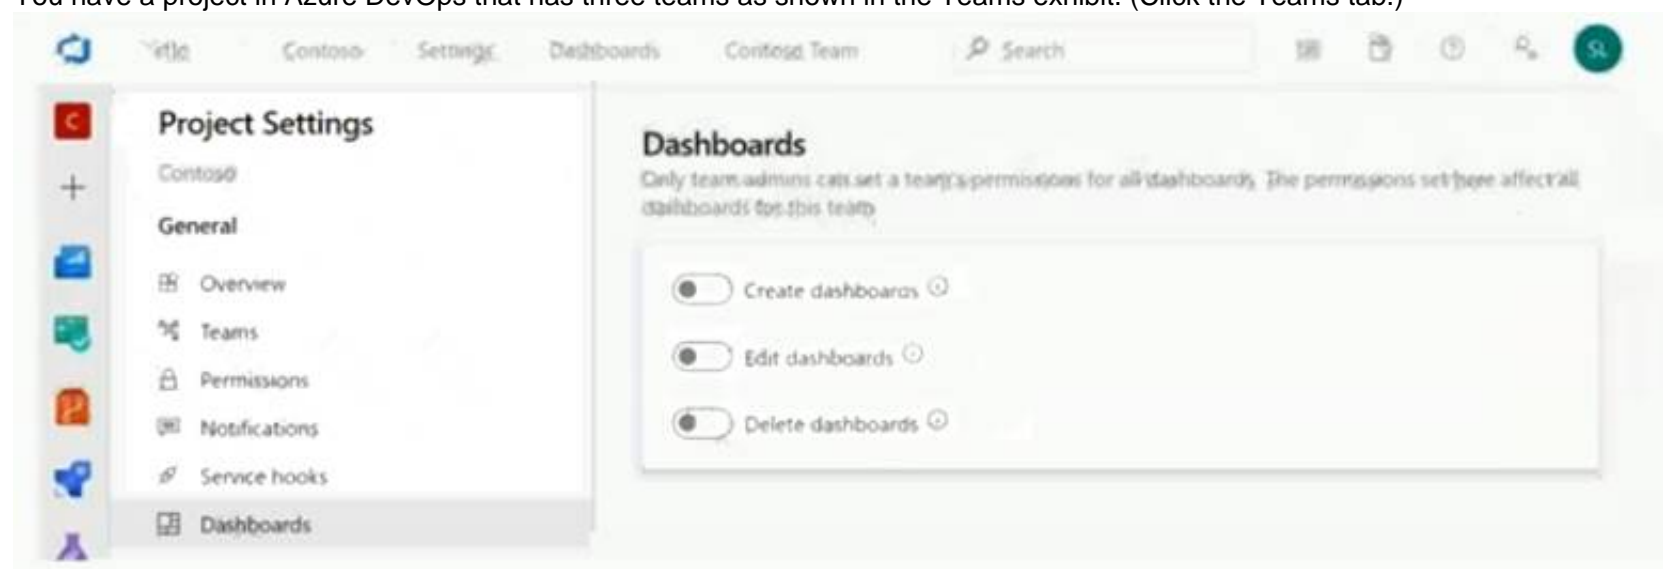 You have a project in Azure DevOps that has three teams as shown in the Teams exhibit. (Click the Teams tab.)
Contoso Settings Dashboards Contoso Team Search
SL
C
Project Settings
Contoso
General
Overview
Teams
Permissions
Notifications
Service hooks
Dashboards
Dashboards
Only team admins can set a team's permissions for all dashboards. The permissions set here affect all
dashboards for this team
Create dashboards
Edit dashboards
Delete dashboards